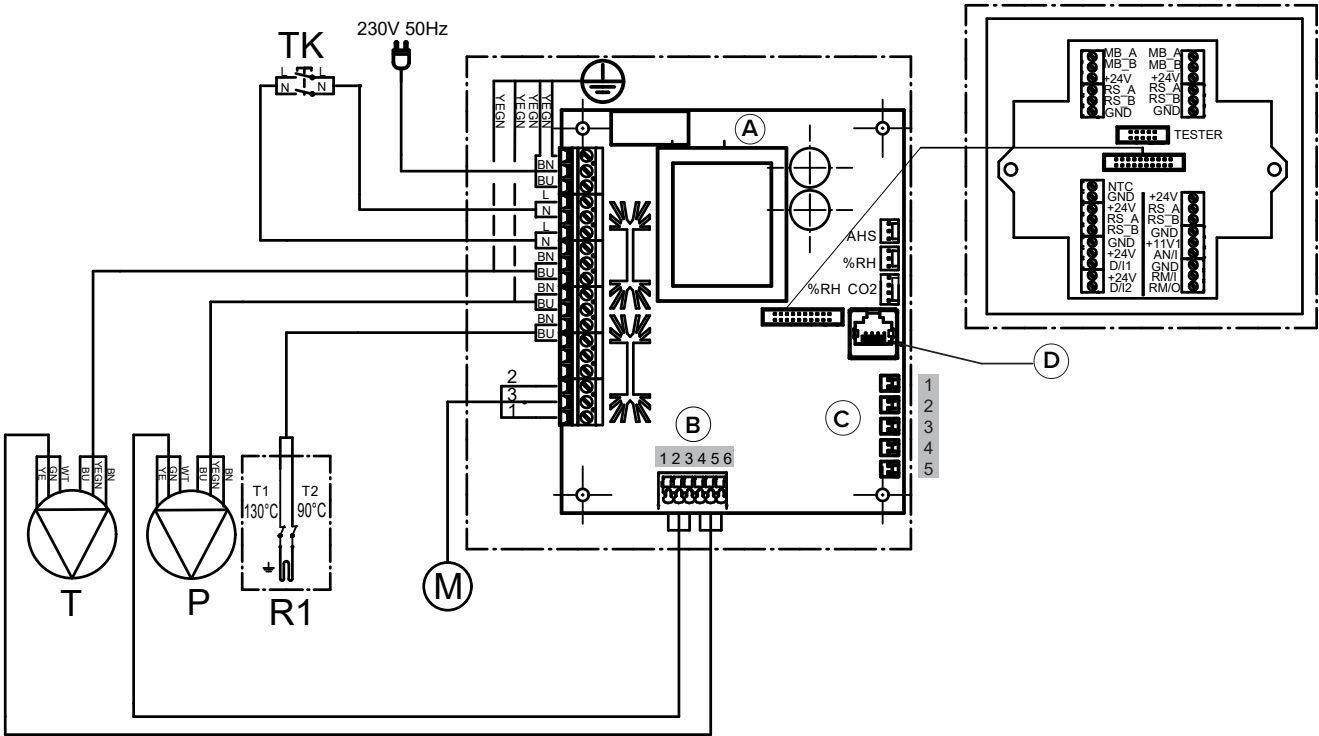 230V 50Hz
TK
L L
N N
YEGN
YEGN
YEGN
YEGN
BN
BU
L
N
L
N
BN
BU
BN
BU
BN
BU
2
3
1
A
AHS
%RH
%RH CO2
D
C
1
2
3
4
5
B
1 2 3 4 5 6
MB_A MB_A
MB_B MB_B
+24V +24V
RS_A RS_A
RS_B RS_B
GND GND
TESTER
NTC
GND
+24V
RS_A
RS_B
GND
+24V
D/I1
+24V
D/I2
+24V
RS_A
RS_B
GND
+11V1
AN/I
GND
RM/I
RM/O
YE
GN
WT
BU
YEGN
BN
YE
GN
WT
BU
YEGN
BN
T1 T2
130°C 90°C
T
P
R1
M